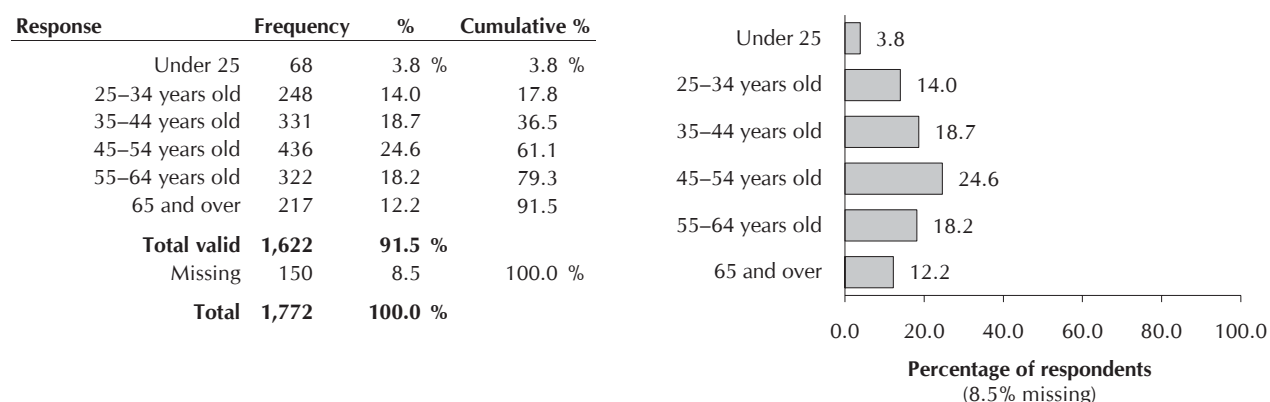 Response Frequency % Cumulative %
Under 25 68 3.8 % 3.8 %
25–34 years old 248 14.0 17.8
35–44 years old 331 18.7 36.5
45–54 years old 436 24.6 61.1
55–64 years old 322 18.2 79.3
65 and over 217 12.2 91.5
Total valid 1,622 91.5 %
Missing 150 8.5 100.0 %
Total 1,772 100.0 %
Under 25 3.8
25–34 years old 14.0
35–44 years old 18.7
45–54 years old 24.6
55–64 years old 18.2
65 and over 12.2
0.0 20.0 40.0 60.0 80.0 100.0
Percentage of respondents
(8.5% missing)